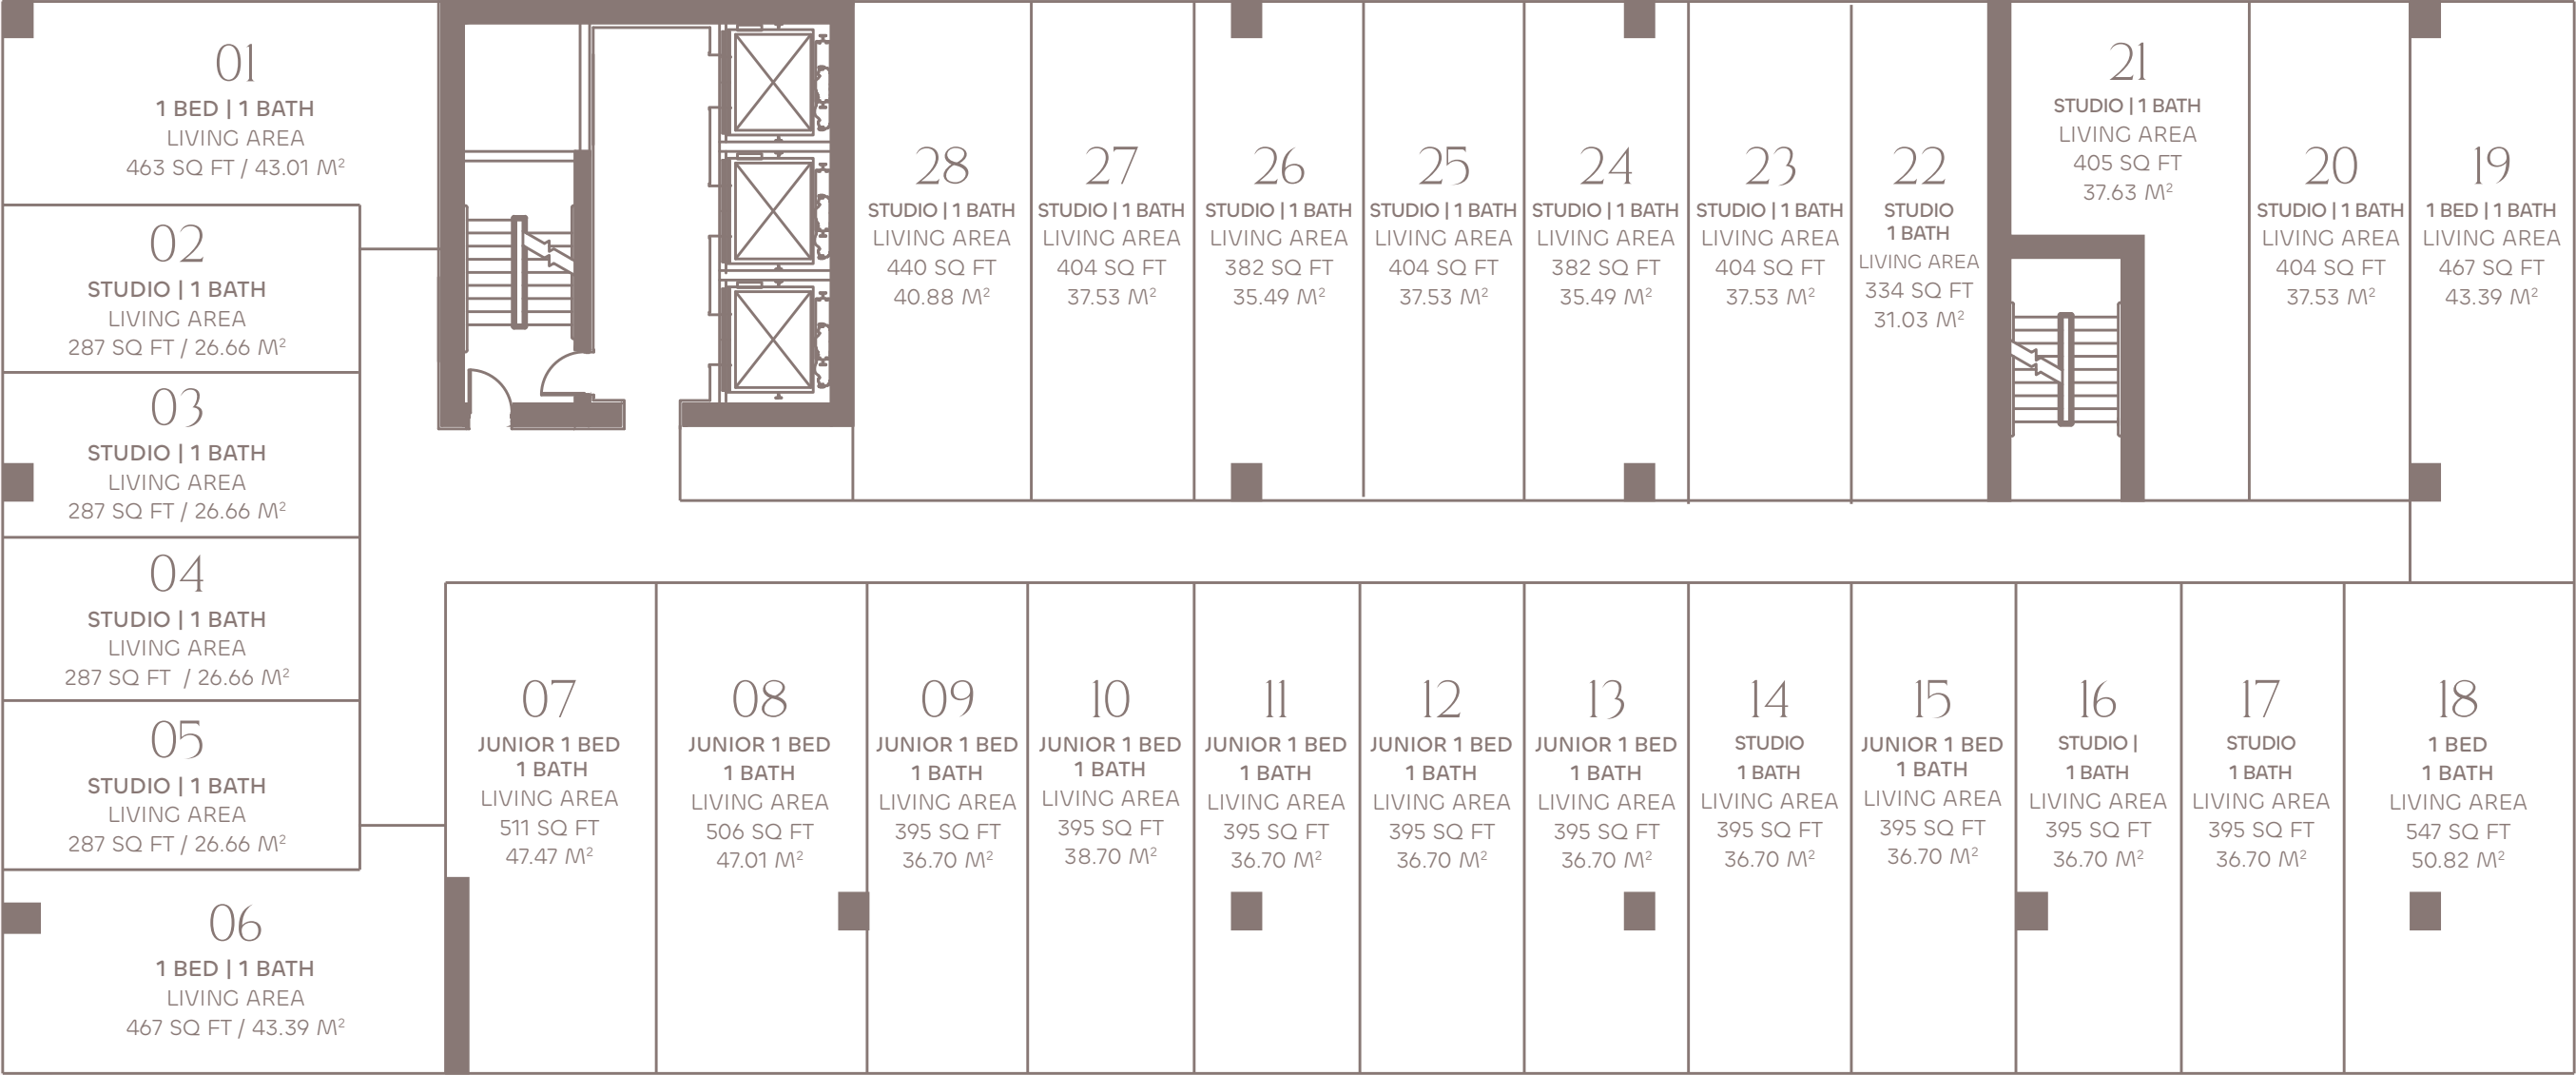 01
1 BED | 1 BATH
LIVING AREA
463 SQ FT / 43.01 M²
02
STUDIO | 1 BATH
LIVING AREA
287 SQ FT / 26.66 M²
03
STUDIO | 1 BATH
LIVING AREA
287 SQ FT / 26.66 M²
04
STUDIO | 1 BATH
LIVING AREA
287 SQ FT / 26.66 M²
05
STUDIO | 1 BATH
LIVING AREA
287 SQ FT / 26.66 M²
06
1 BED | 1 BATH
LIVING AREA
467 SQ FT / 43.39 M²
28
STUDIO | 1 BATH
LIVING AREA
440 SQ FT
40.88 M²
27
STUDIO | 1 BATH
LIVING AREA
404 SQ FT
37.53 M²
26
STUDIO | 1 BATH
LIVING AREA
382 SQ FT
35.49 M²
25
STUDIO | 1 BATH
LIVING AREA
404 SQ FT
37.53 M²
24
STUDIO | 1 BATH
LIVING AREA
382 SQ FT
35.49 M²
23
STUDIO | 1 BATH
LIVING AREA
404 SQ FT
37.53 M²
22
STUDIO
1 BATH
LIVING AREA
334 SQ FT
31.03 M²
21
STUDIO | 1 BATH
LIVING AREA
405 SQ FT
37.63 M²
20
STUDIO | 1 BATH
LIVING AREA
404 SQ FT
37.53 M²
19
1 BED | 1 BATH
LIVING AREA
467 SQ FT
43.39 M²
07
JUNIOR 1 BED
1 BATH
LIVING AREA
511 SQ FT
47.47 M²
08
JUNIOR 1 BED
1 BATH
LIVING AREA
506 SQ FT
47.01 M²
09
JUNIOR 1 BED
1 BATH
LIVING AREA
395 SQ FT
36.70 M²
10
JUNIOR 1 BED
1 BATH
LIVING AREA
395 SQ FT
38.70 M²
11
JUNIOR 1 BED
1 BATH
LIVING AREA
395 SQ FT
36.70 M²
12
JUNIOR 1 BED
1 BATH
LIVING AREA
395 SQ FT
36.70 M²
13
JUNIOR 1 BED
1 BATH
LIVING AREA
395 SQ FT
36.70 M²
14
STUDIO
1 BATH
LIVING AREA
395 SQ FT
36.70 M²
15
JUNIOR 1 BED
1 BATH
LIVING AREA
395 SQ FT
36.70 M²
16
STUDIO |
1 BATH
LIVING AREA
395 SQ FT
36.70 M²
17
STUDIO
1 BATH
LIVING AREA
395 SQ FT
36.70 M²
18
1 BED
1 BATH
LIVING AREA
547 SQ FT
50.82 M²